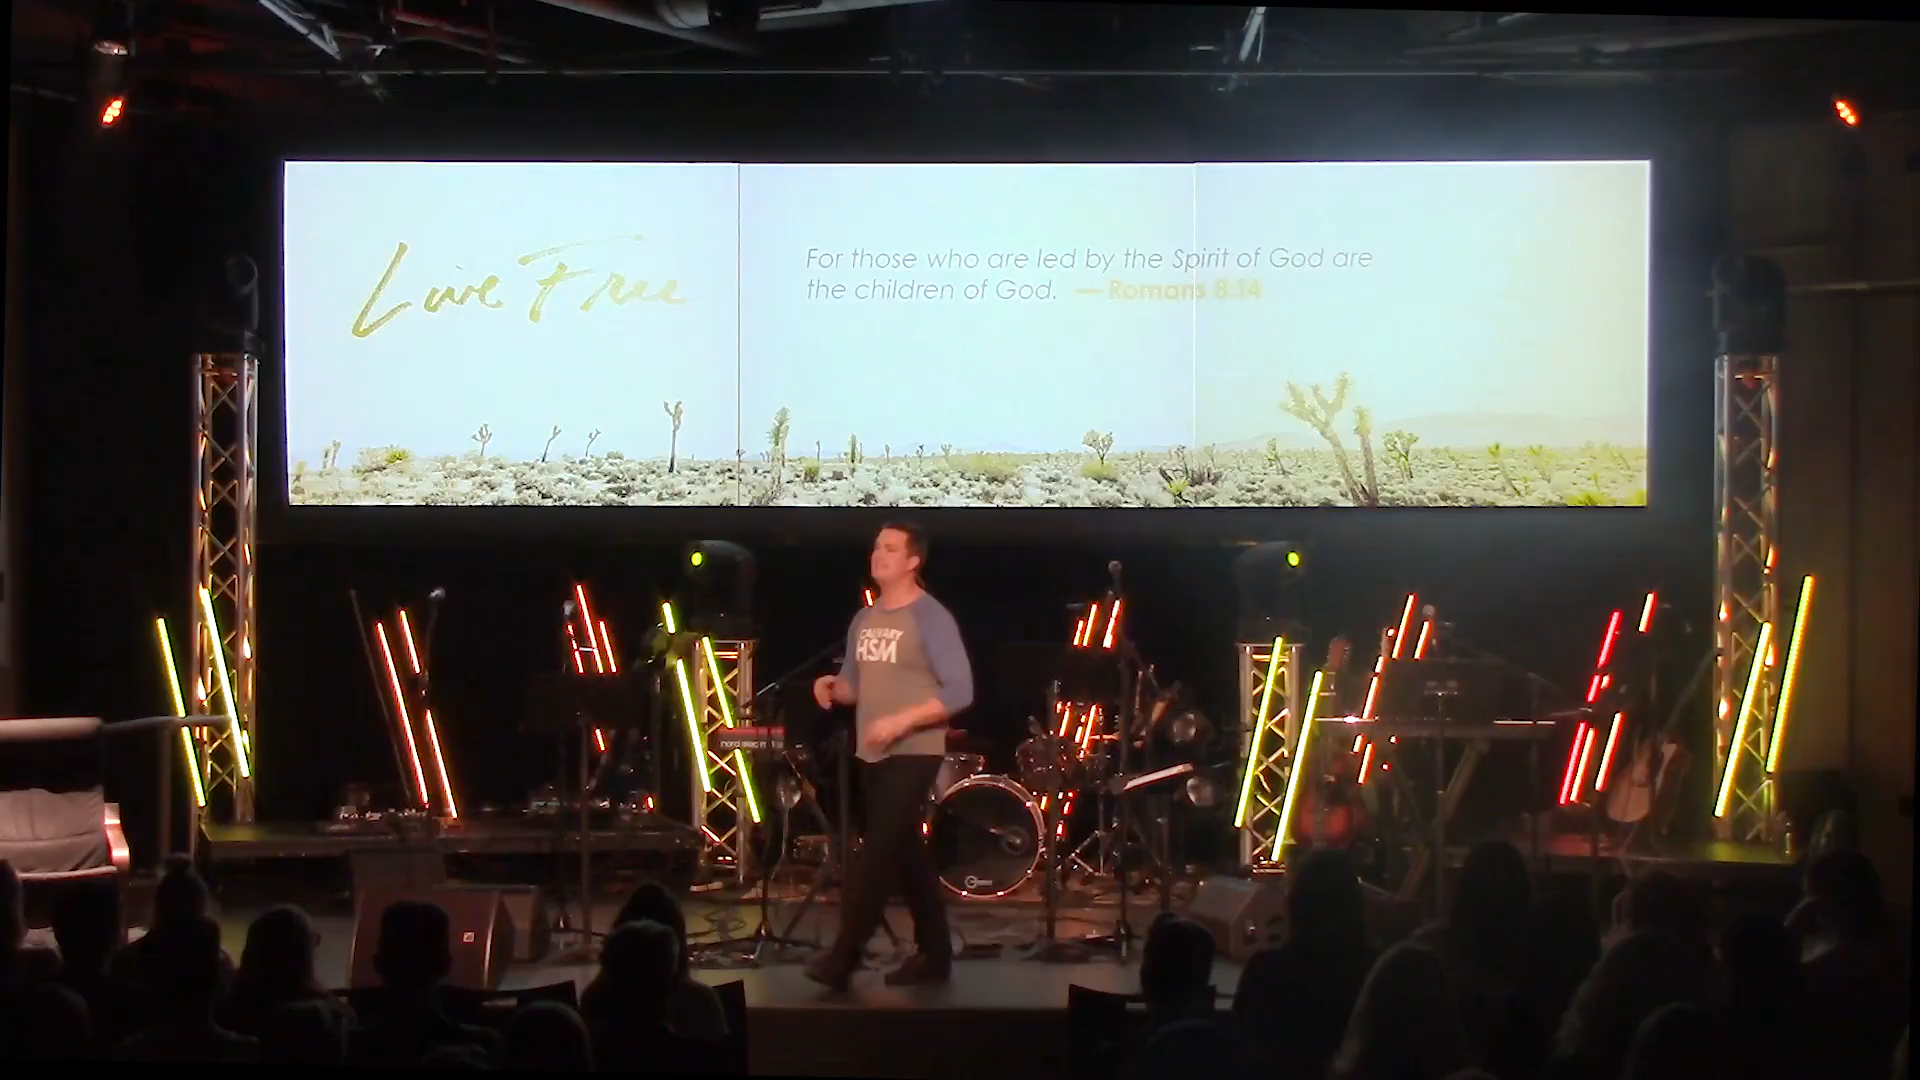 Live Free
For those who are led by the Spirit of God are
the children of God. — Romans 8:14
CALVARY
HSM
nord